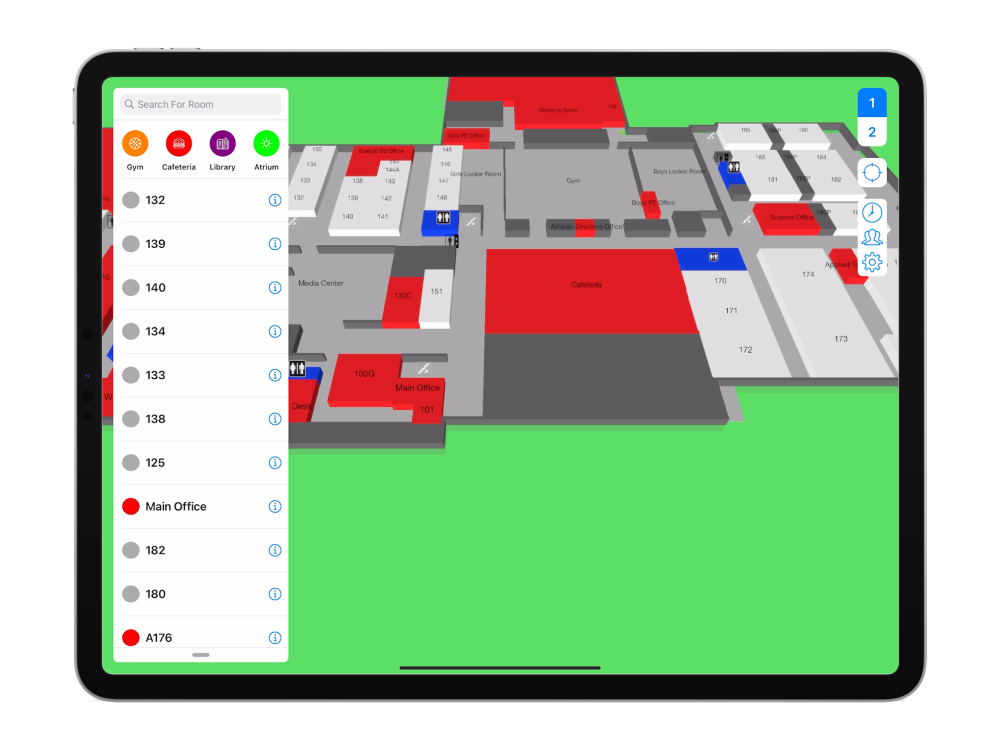 Search For Room
Gym
Cafeteria
Library
Atrium
132
139
140
134
133
138
125
Main Office
182
180
A176
1
2
Wrestling Room
Girls PE Office
135
134
133
132
Special Ed Office
144A
138
143
139
142
140
141
145
146
147
148
Girls Locker Room
Gym
Boys Locker Room
Boys PE Office
Athletic Directors Office
185
186
183
184
181
182
Science Office
Media Center
130C
151
Cafeteria
170
171
172
174
173
100G
Main Office
101
Desk